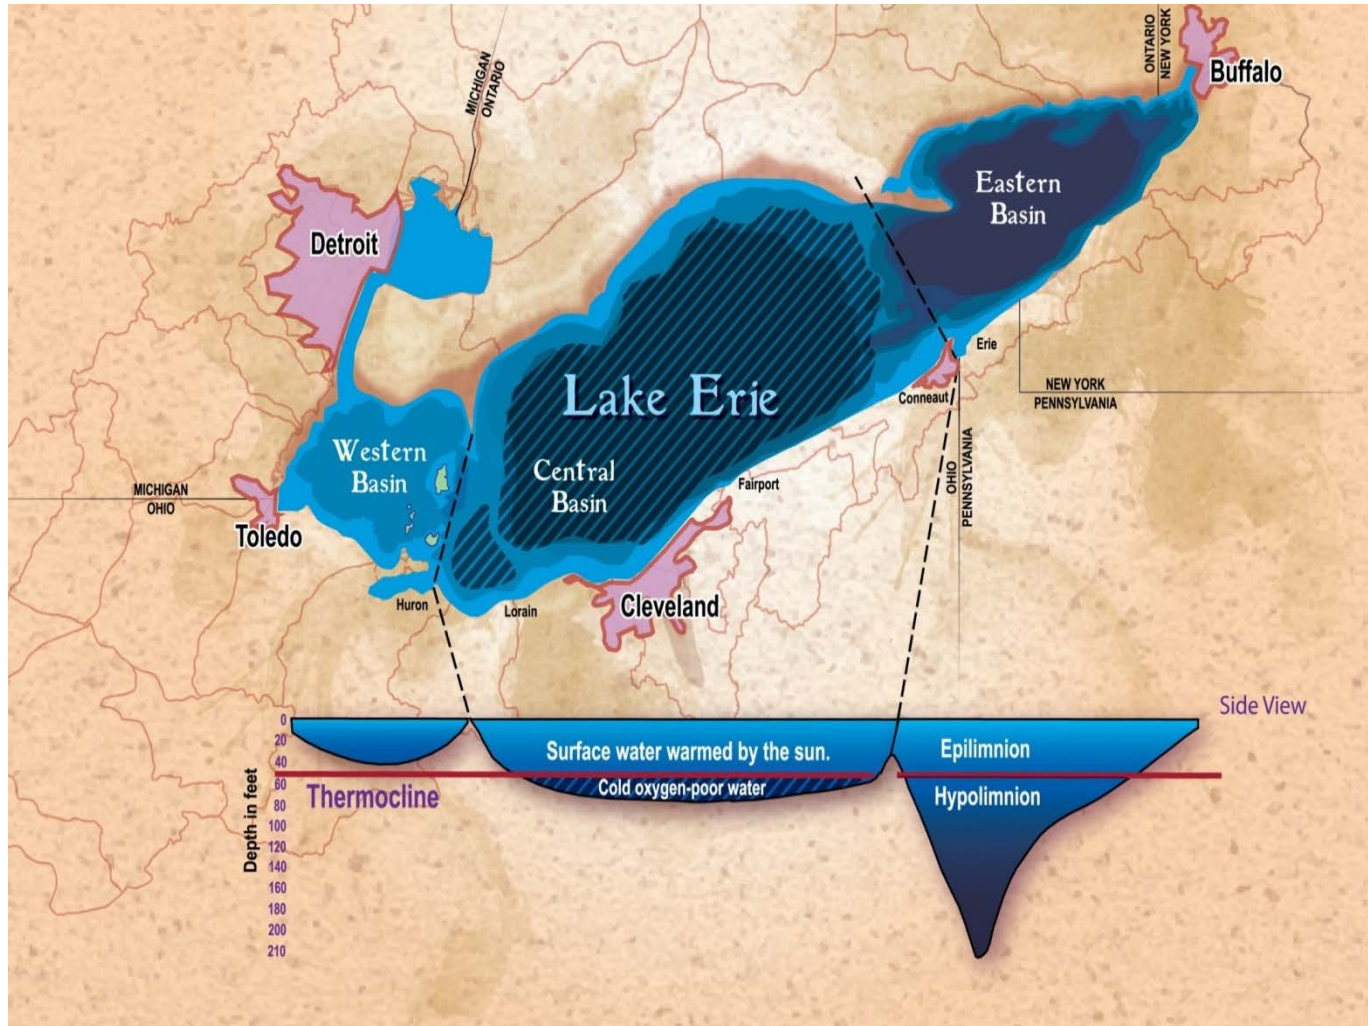 MICHIGAN
ONTARIO
ONTARIO
NEW YORK
Buffalo
Detroit
Eastern
Basin
Lake Erie
Erie
Conneaut
NEW YORK
PENNSYLVANIA
Western
Basin
Central
Basin
Fairport
OHIO
PENNSYLVANIA
MICHIGAN
OHIO
Toledo
Huron
Lorain
Cleveland
Side View
0
20
40
60
80
100
120
140
160
180
200
210
Depth in feet
Surface water warmed by the sun.
Epilimnion
Thermocline
Cold oxygen-poor water
Hypolimnion